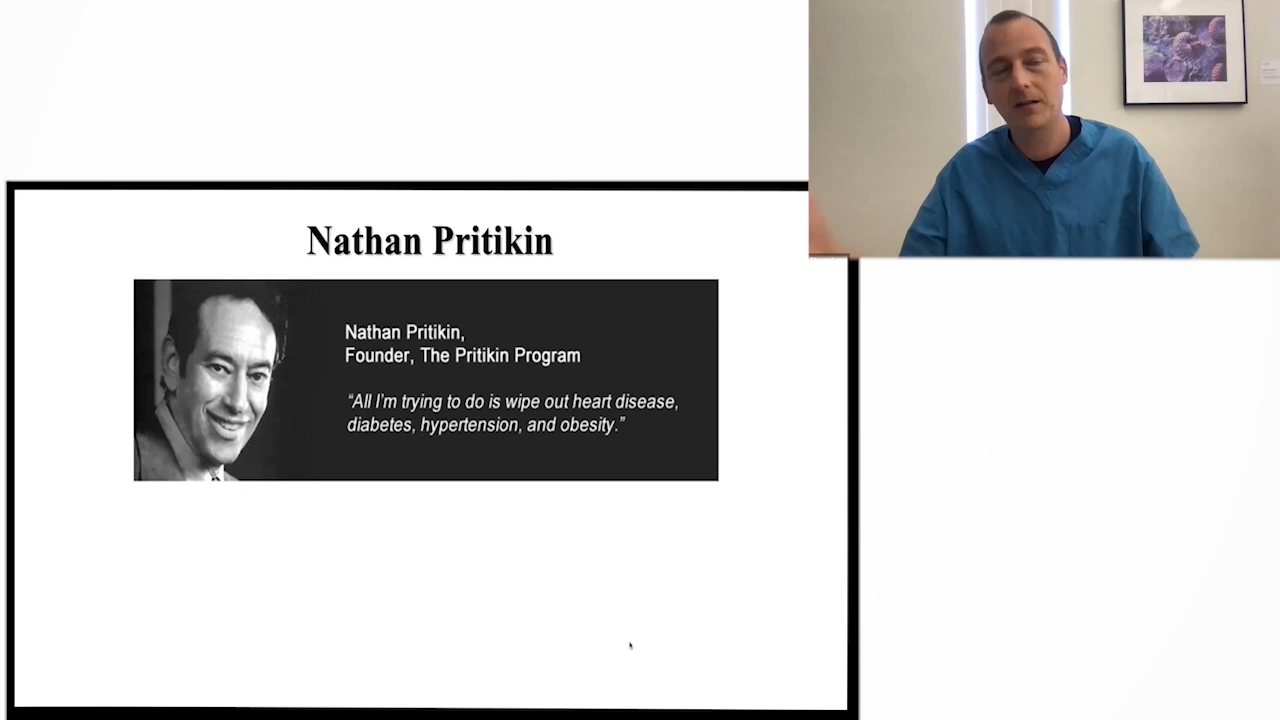 Nathan Pritikin
Nathan Pritikin,
Founder, The Pritikin Program
“All I’m trying to do is wipe out heart disease,
diabetes, hypertension, and obesity.”